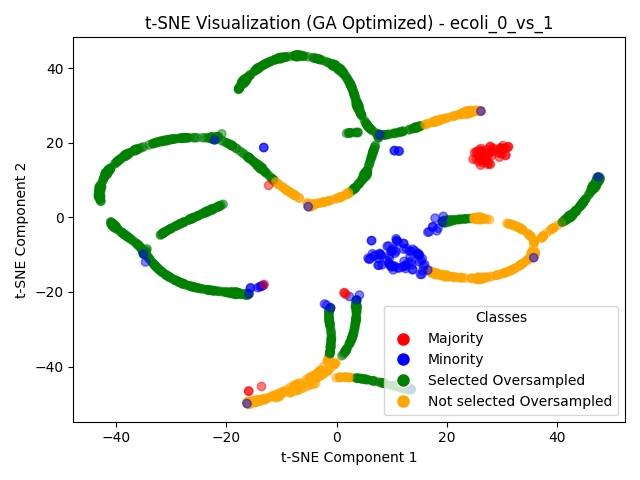 t-SNE Visualization (GA Optimized) - ecoli_0_vs_1
t-SNE Component 2
40
20
0
−20
−40
Classes
Majority
Minority
Selected Oversampled
Not selected Oversampled
−40 −20 0 20 40
t-SNE Component 1